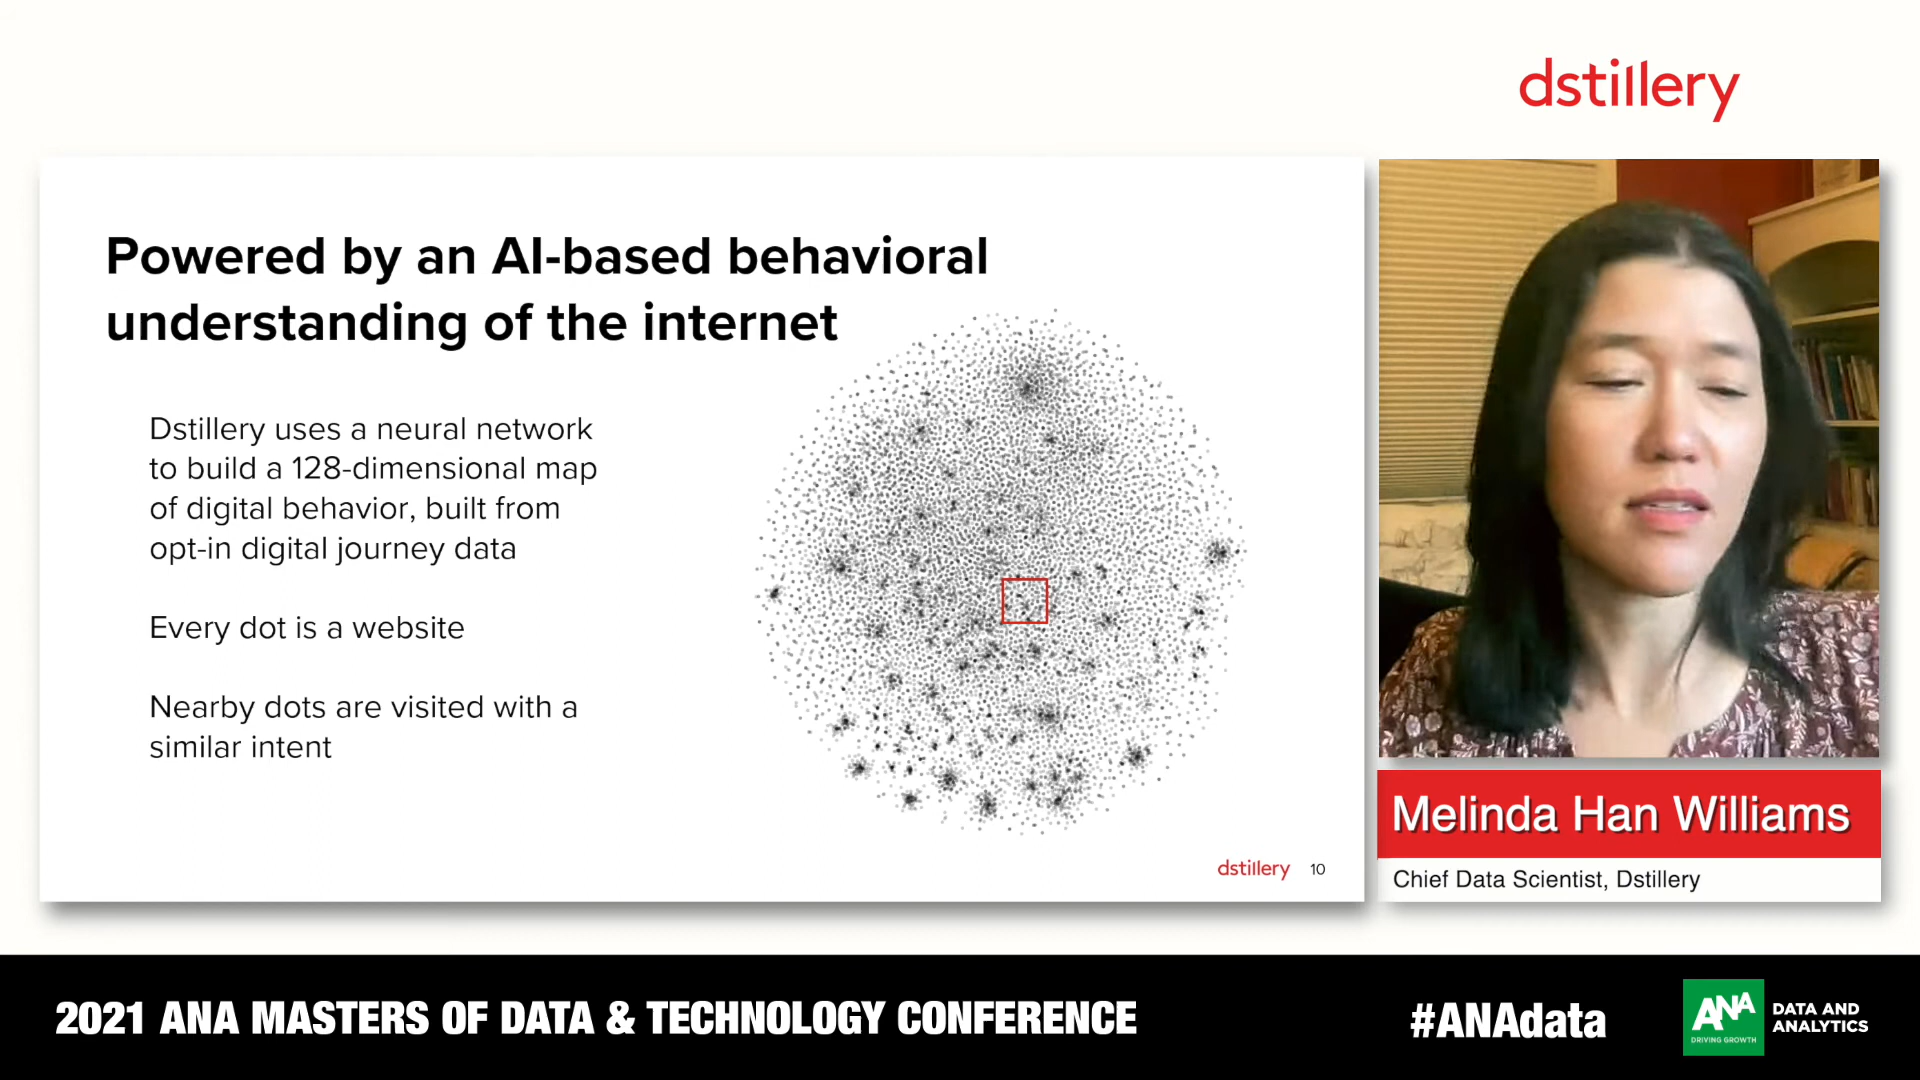 dstillery
Powered by an AI-based behavioral
understanding of the internet
Dstillery uses a neural network
to build a 128-dimensional map
of digital behavior, built from
opt-in digital journey data
Every dot is a website
Nearby dots are visited with a
similar intent
dstillery 10
Melinda Han Williams
Chief Data Scientist, Dstillery
2021 ANA MASTERS OF DATA & TECHNOLOGY CONFERENCE
#ANAdata
ANA
DRIVING GROWTH
DATA AND
ANALYTICS